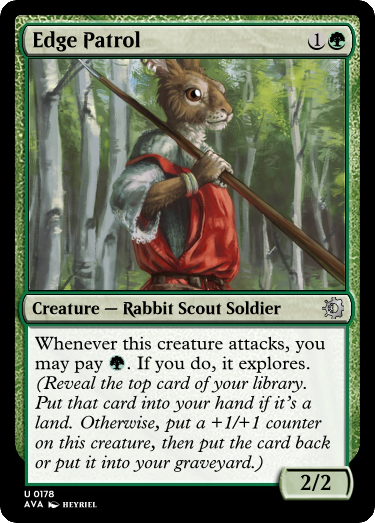 Edge Patrol 1
Creature — Rabbit Scout Soldier
Whenever this creature attacks, you
may pay . If you do, it explores.
(Reveal the top card of your library.
Put that card into your hand if it's a
land. Otherwise, put a +1/+1 counter
on this creature, then put the card back
or put it into your graveyard.)
2/2
U 0178
AVA HEYRIEL